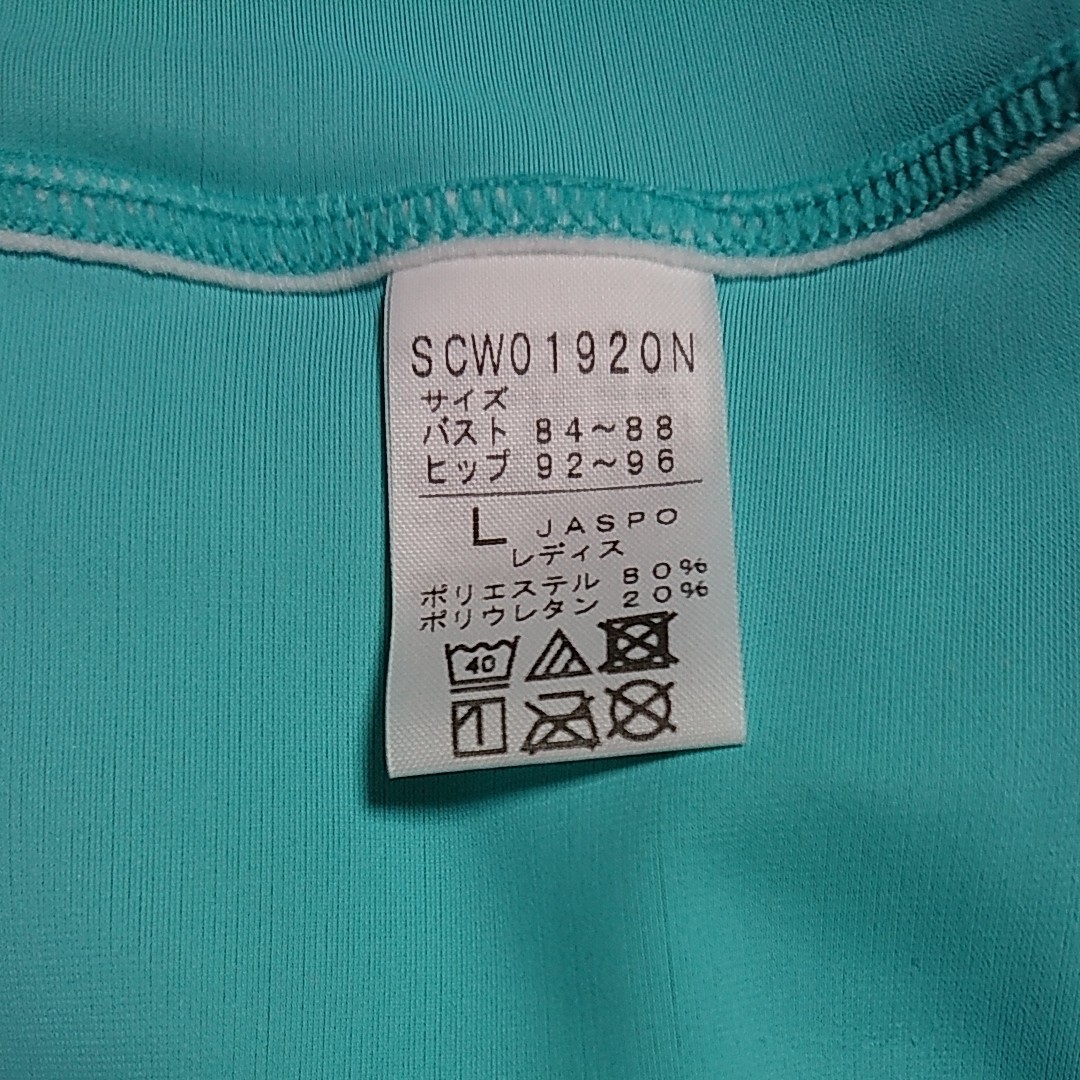 SCW01920N
サイズ
バスト 84～88
ヒップ 92～96
L JASPO
レディス
ポリエステル 80%
ポリウレタン 20%
40